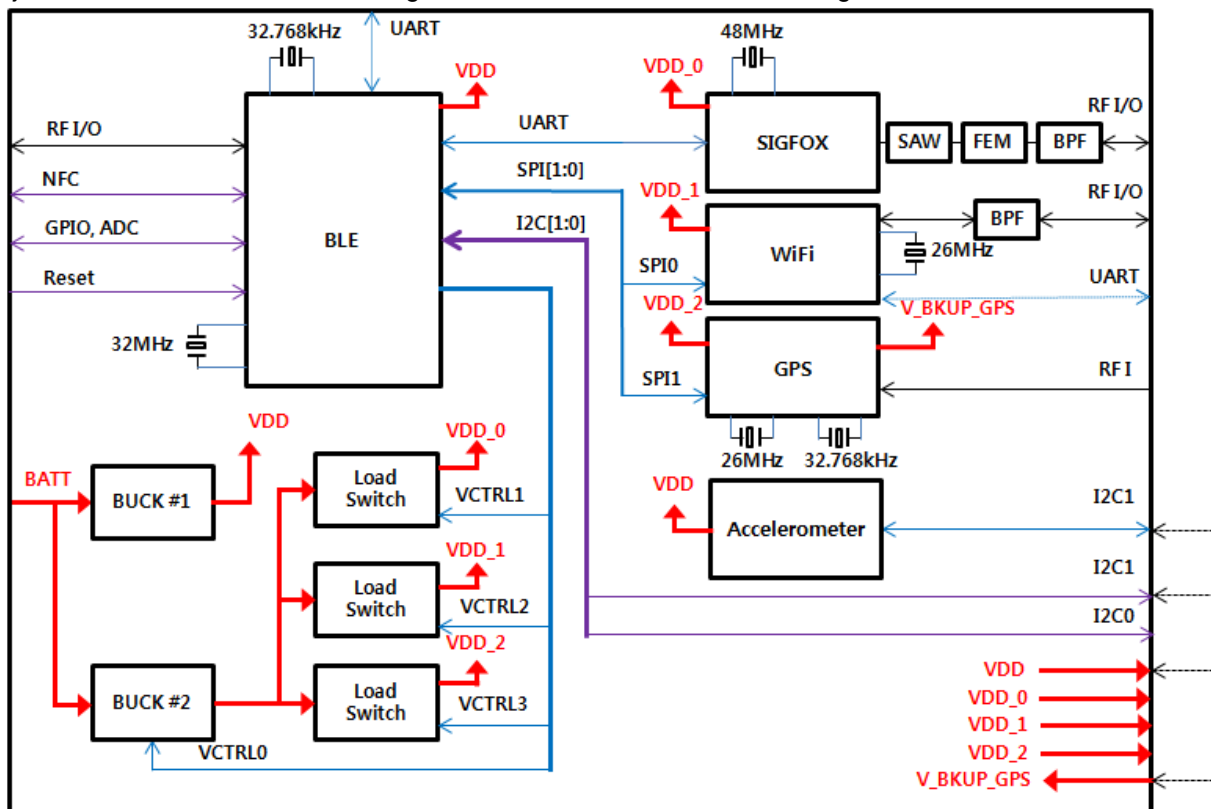 32.768kHz
UART
48MHz
VDD
VDD_0
RF I/O
UART
SIGFOX
SAW
FEM
BPF
RF I/O
NFC
SPI[1:0]
VDD_1
RF I/O
GPIO, ADC
I2C[1:0]
BLE
WiFi
BPF
26MHz
Reset
SPI0
UART
VDD_2
V_BKUP_GPS
32MHz
GPS
SPI1
RF I
VDD
VDD_0
26MHz
32.768kHz
BATT
BUCK #1
Load
Switch
VCTRL1
VDD
Accelerometer
I2C1
VDD_1
I2C1
Load
Switch
VCTRL2
I2C0
VDD_2
VDD
BUCK #2
Load
Switch
VCTRL3
VDD_0
VDD_1
VCTRL0
VDD_2
V_BKUP_GPS